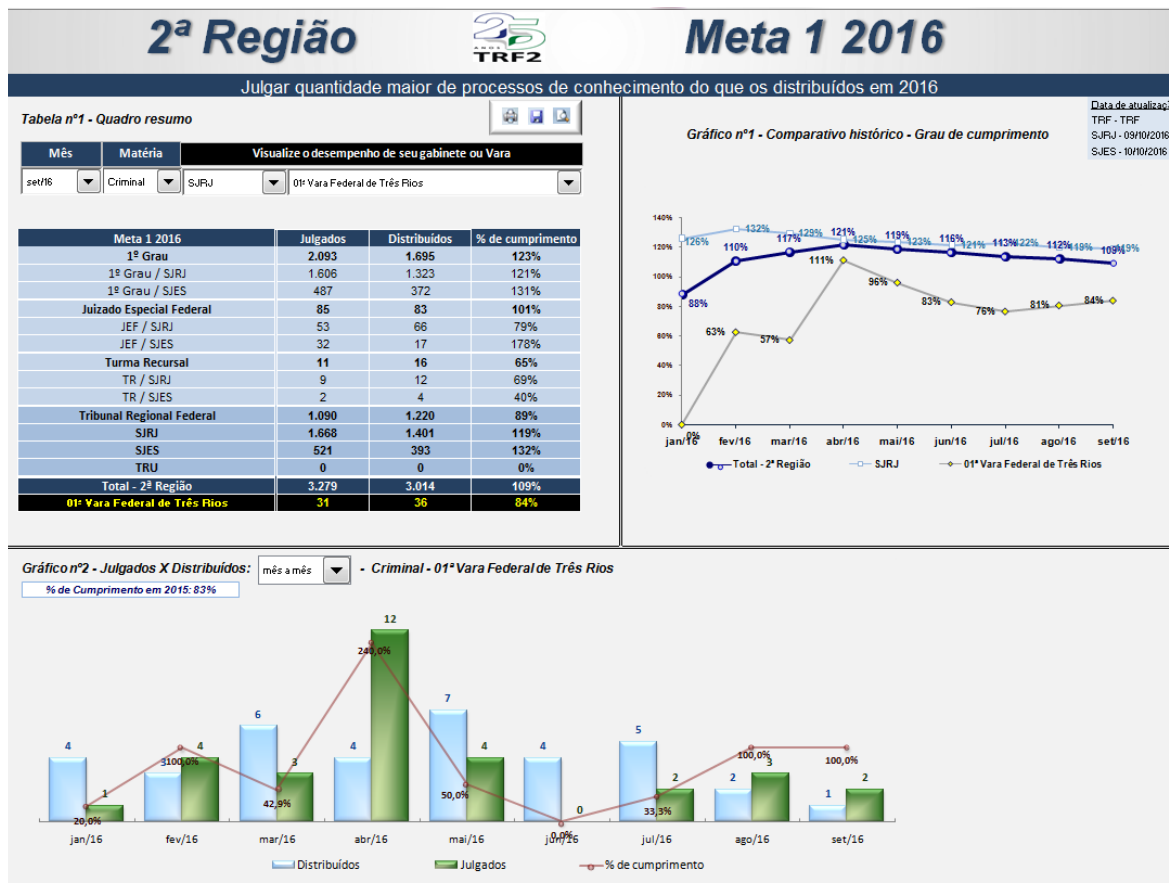 2ª Região
25
ANOS
TRF2
Meta 1 2016
Julgar quantidade maior de processos de conhecimento do que os distribuídos em 2016
Tabela nº1 - Quadro resumo
Mês Matéria Visualize o desempenho de seu gabinete ou Vara
set/16 Criminal SJRJ 01ª Vara Federal de Três Rios
Meta 1 2016 Julgados Distribuídos % de cumprimento
1º Grau 2.093 1.695 123%
1º Grau / SJRJ 1.606 1.323 121%
1º Grau / SJES 487 372 131%
Juizado Especial Federal 85 83 101%
JEF / SJRJ 53 66 79%
JEF / SJES 32 17 178%
Turma Recursal 11 16 65%
TR / SJRJ 9 12 69%
TR / SJES 2 4 40%
Tribunal Regional Federal 1.090 1.220 89%
SJRJ 1.668 1.401 119%
SJES 521 393 132%
TRU 0 0 0%
Total - 2ª Região 3.279 3.014 109%
01ª Vara Federal de Três Rios 31 36 84%
Data de atualizaç
TRF - TRF
SJRJ - 09/10/2016
SJES - 10/10/2016
Gráfico nº1 - Comparativo histórico - Grau de cumprimento
140%
120%
100%
80%
60%
40%
20%
0%
126% 132% 129% 125% 123% 121% 122% 119% 119%
88% 110% 117% 121% 119% 116% 113% 112% 109%
0% 63% 57% 111% 96% 83% 76% 81% 84%
jan/16 fev/16 mar/16 abr/16 mai/16 jun/16 jul/16 ago/16 set/16
Total - 2ª Região SJRJ 01ª Vara Federal de Três Rios
Gráfico nº2 - Julgados X Distribuídos: mês a mês - Criminal - 01ª Vara Federal de Três Rios
% de Cumprimento em 2015: 83%
4 3 6 4 7 4 5 2 1
1 4 3 12 4 0 2 3 2
20,0% 100,0% 42,9% 240,0% 50,0% 0,0% 33,3% 100,0% 100,0%
jan/16 fev/16 mar/16 abr/16 mai/16 jun/16 jul/16 ago/16 set/16
Distribuídos Julgados % de cumprimento